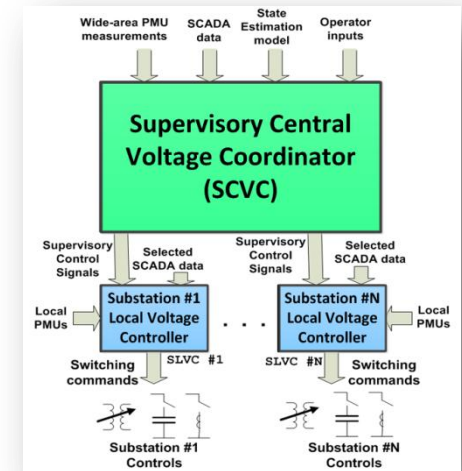 Wide-area PMU
measurements
SCADA
data
State
Estimation
model
Operator
inputs
Supervisory Central
Voltage Coordinator
(SCVC)
Supervisory
Control
Signals
Selected
SCADA data
Supervisory
Control
Signals
Selected
SCADA data
Local
PMUs
Substation #1
Local Voltage
Controller
. . .
Substation #N
Local Voltage
Controller
Local
PMUs
SLVC #1
SLVC #N
Switching
commands
Switching
commands
Substation #1
Controls
Substation #N
Controls